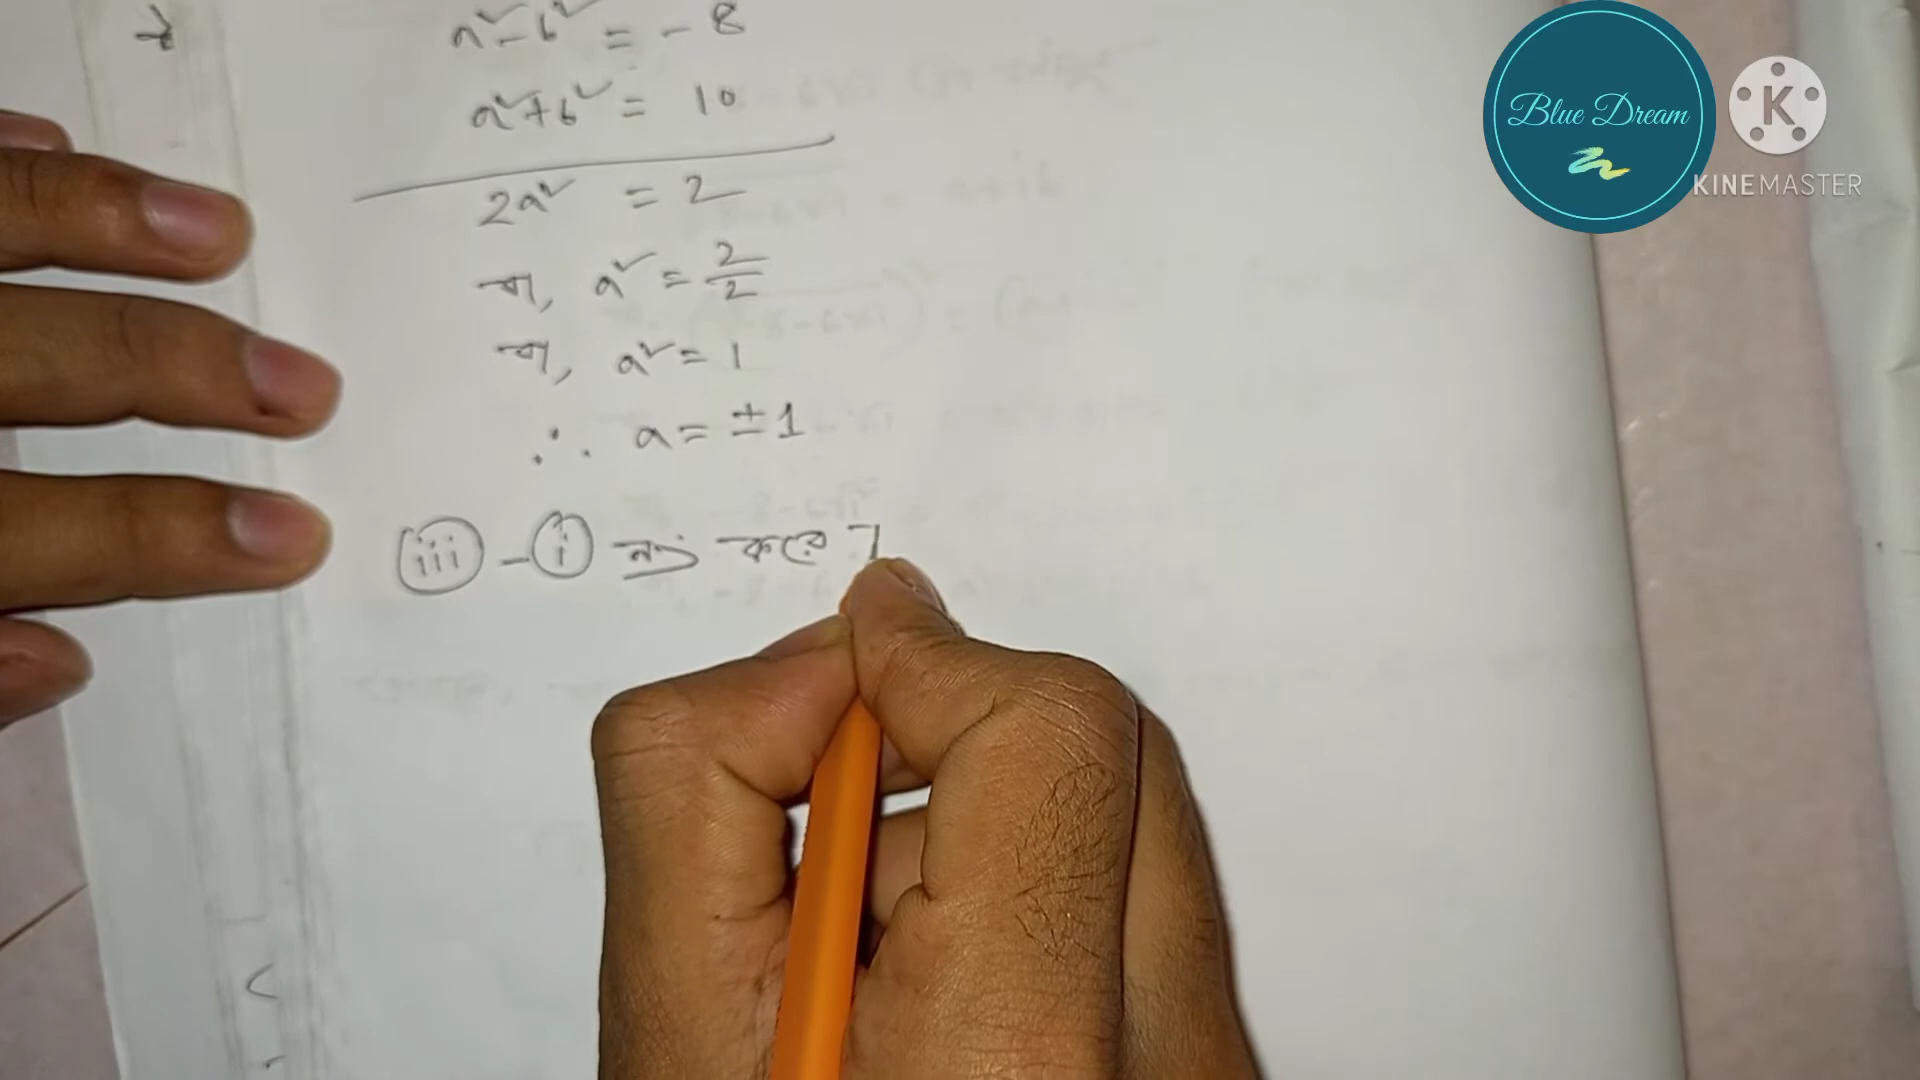 a² - b² = - 8
a² + b² = 10
2a² = 2
বা, a² = 2/2
বা, a² = 1
∴ a = ± 1
(iii) - (i) নং করে
Blue Dream
KINEMASTER